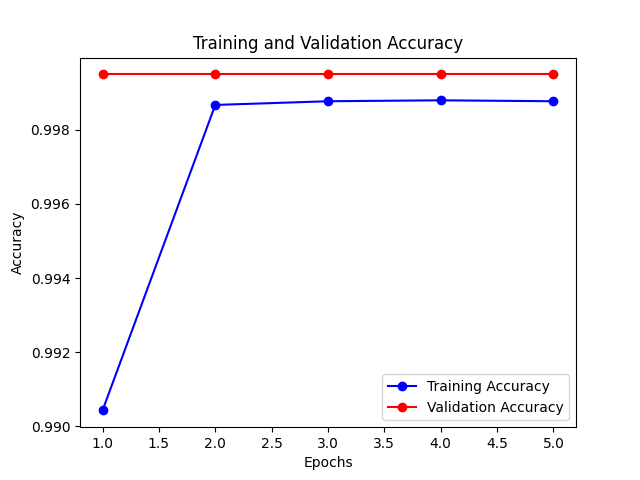 Training and Validation Accuracy
Accuracy
0.998
0.996
0.994
0.992
0.990
1.0 1.5 2.0 2.5 3.0 3.5 4.0 4.5 5.0
Epochs
Training Accuracy
Validation Accuracy